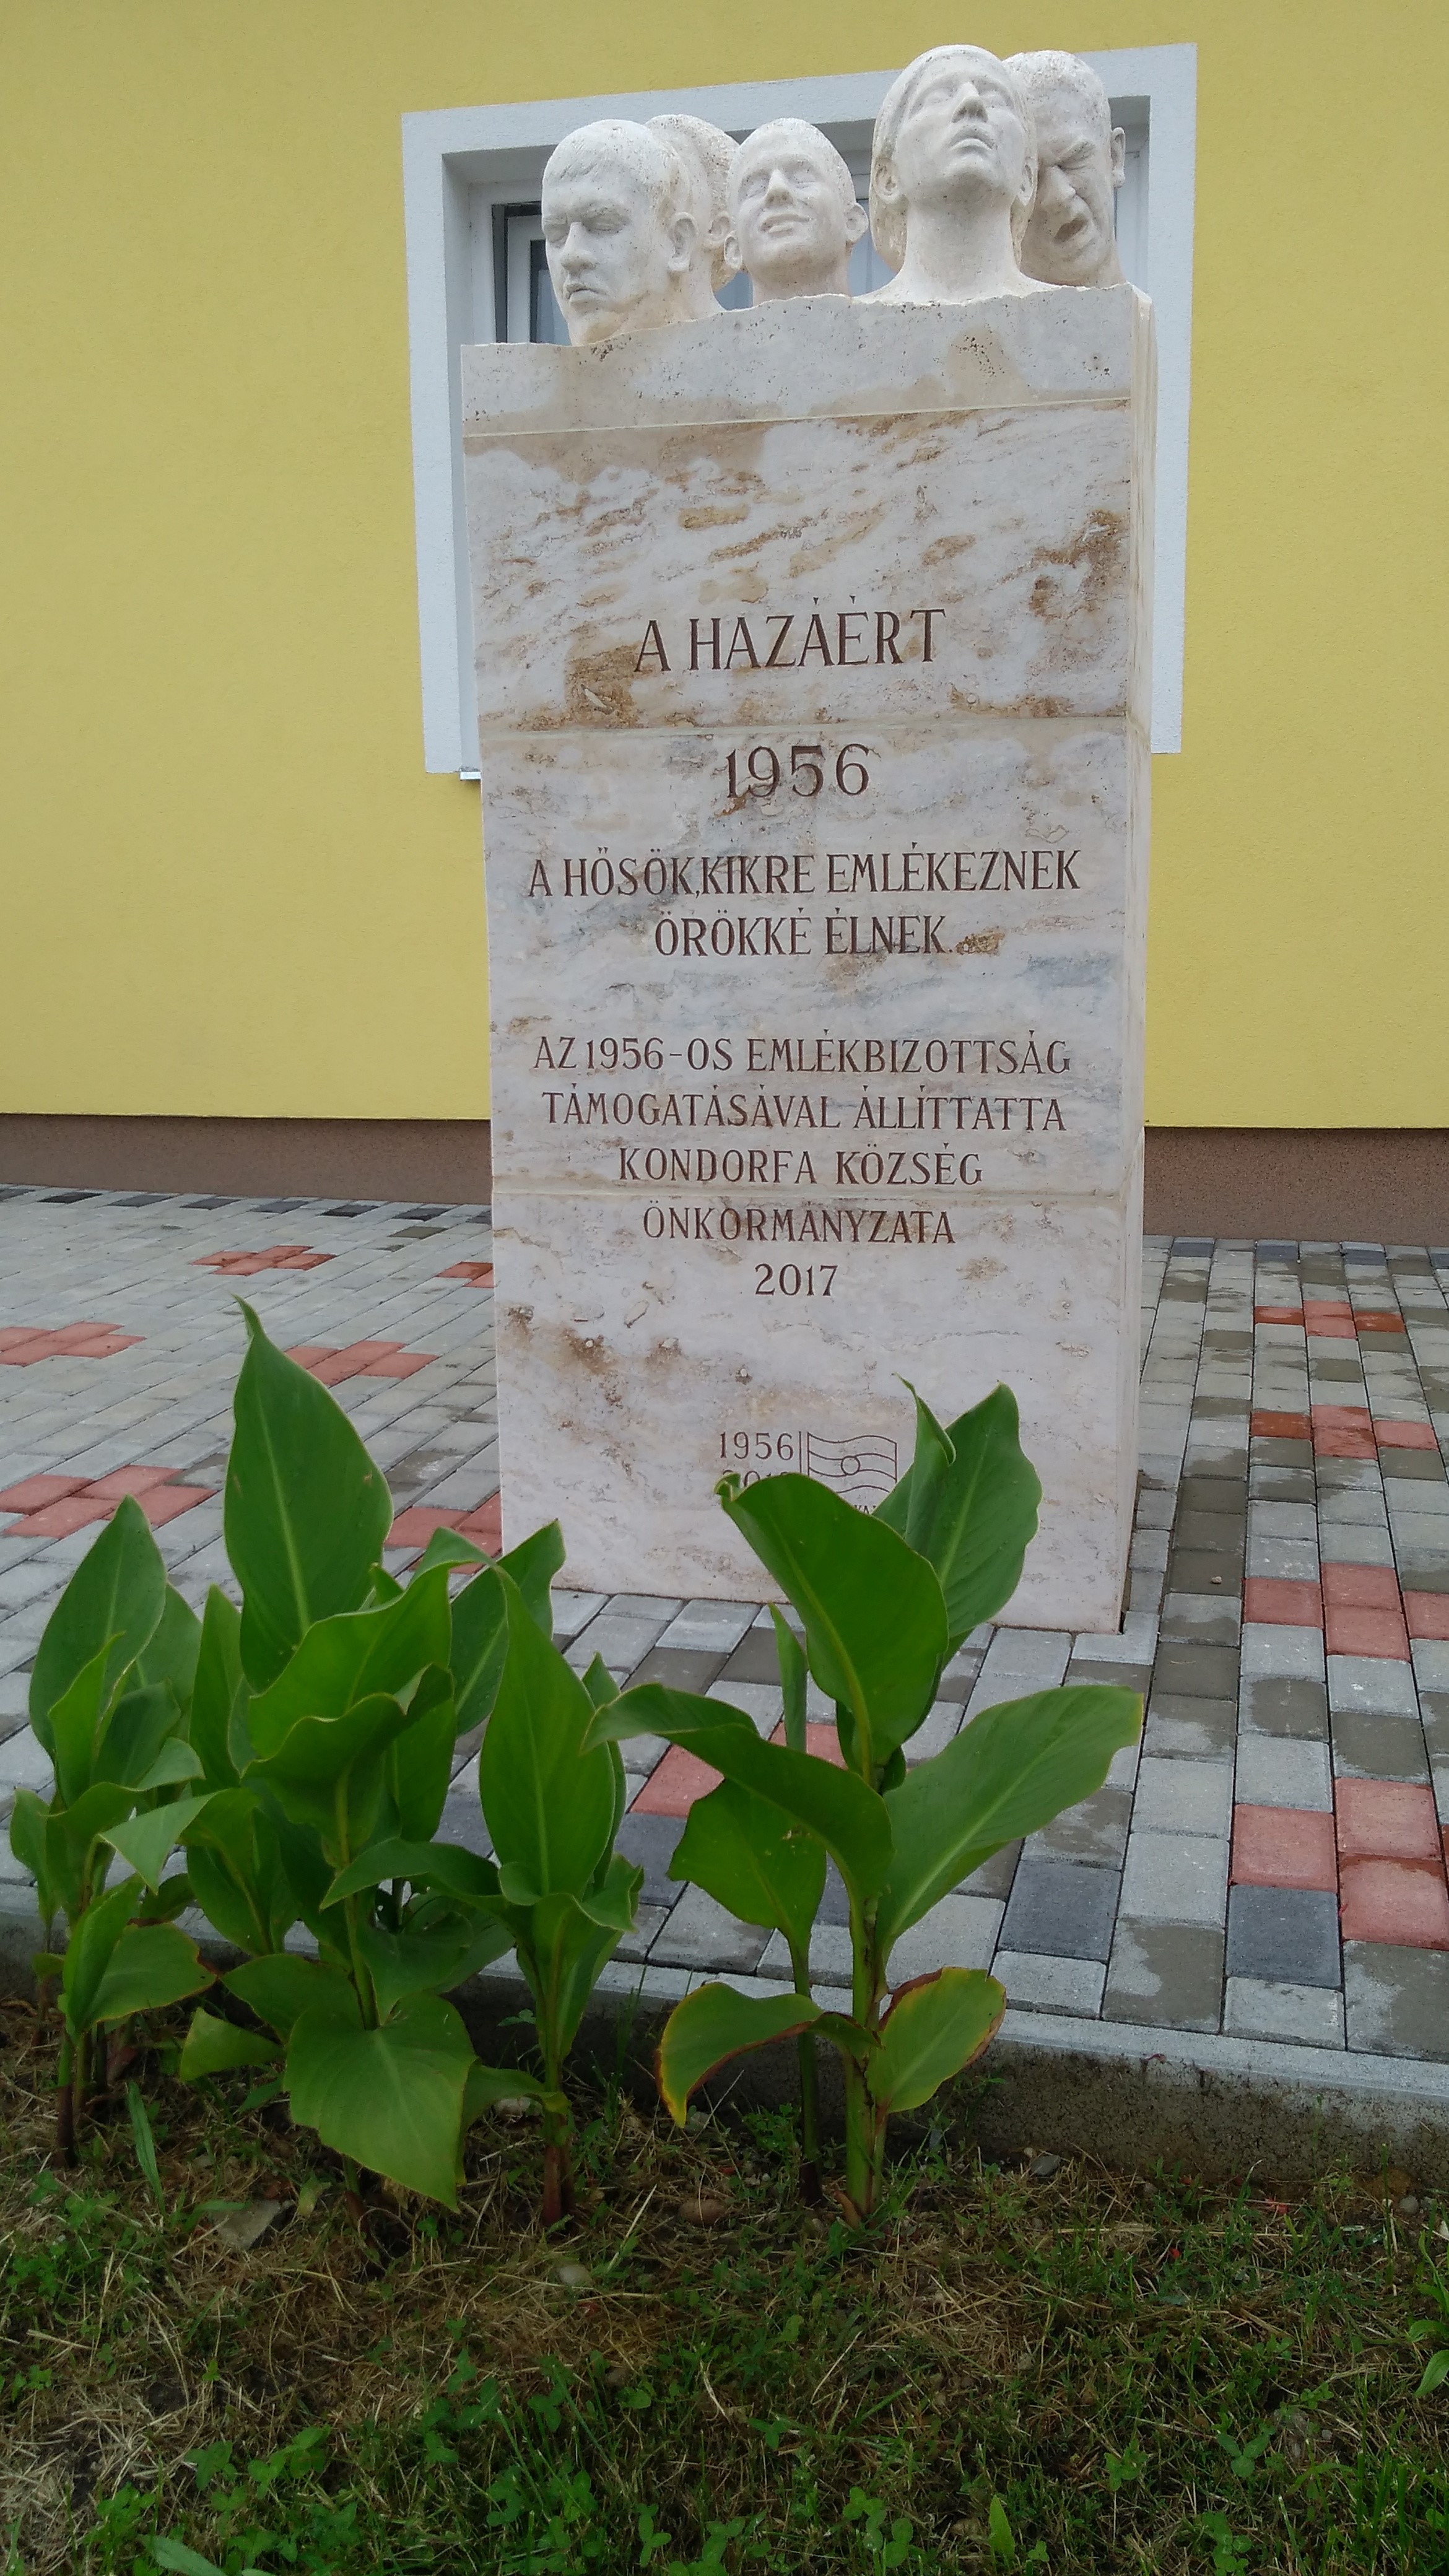 A HAZÁÉRT
1956
A HŐSÖK,KIKRE EMLÉKEZNEK
ÖRÖKKÉ ÉLNEK.
AZ 1956-OS EMLÉKBIZOTTSÁG
TÁMOGATÁSÁVAL ÁLLÍTTATTA
KONDORFA KÖZSÉG
ÖNKORMÁNYZATA
2017
1956